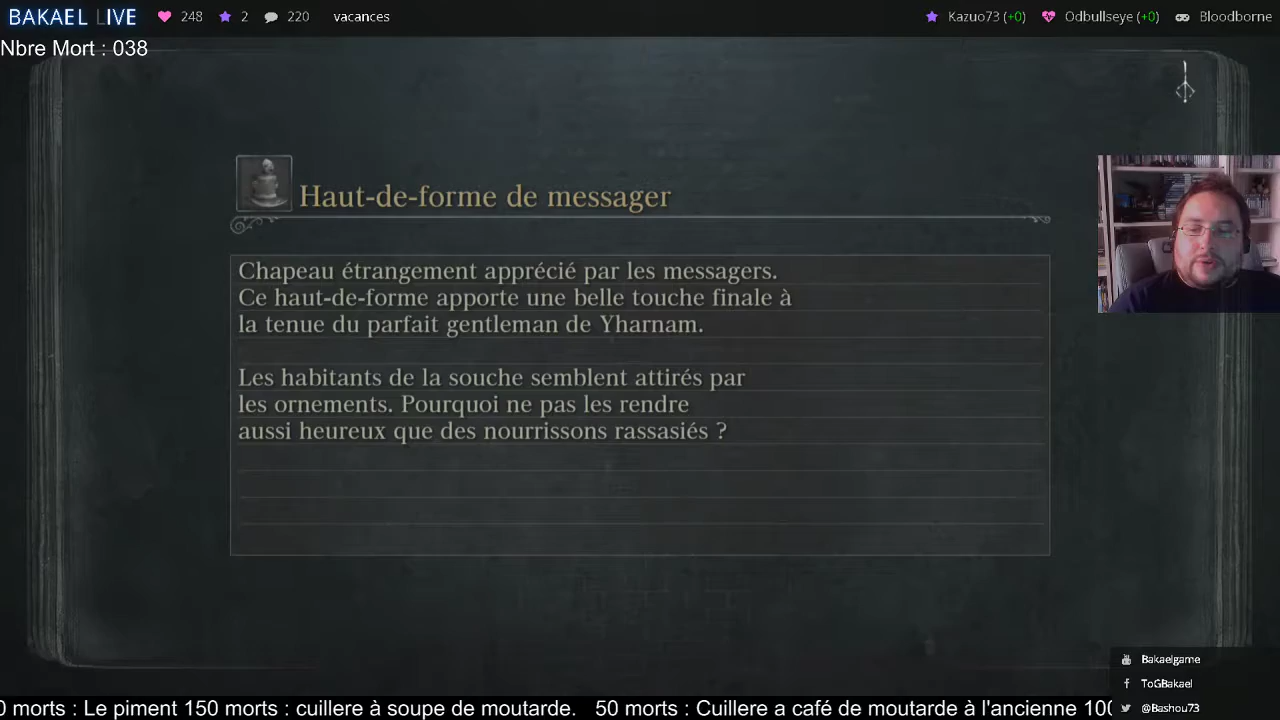 BAKAEL LIVE 248 2 220 vacances Kazuo73 (+0) Odbullseye (+0) Bloodborne
Nbre Mort : 038
Haut-de-forme de messager
Chapeau étrangement apprécié par les messagers.
Ce haut-de-forme apporte une belle touche finale à
la tenue du parfait gentleman de Yharnam.
Les habitants de la souche semblent attirés par
les ornements. Pourquoi ne pas les rendre
aussi heureux que des nourrissons rassasiés ?
Bakaelgame
ToGBakael
@Bashou73
0 morts : Le piment 150 morts : cuillere à soupe de moutarde. 50 morts : Cuillere a café de moutarde à l'ancienne 100